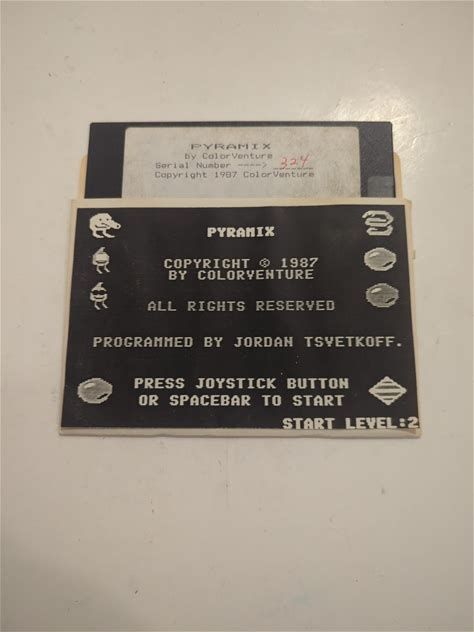 PYRAMIX
By ColorVenture
Serial Number ----> 324
Copyright 1987 ColorVenture
PYRAMIX
COPYRIGHT © 1987
BY COLORVENTURE
ALL RIGHTS RESERVED
PROGRAMMED BY JORDAN TSVETKOFF.
PRESS JOYSTICK BUTTON
OR SPACEBAR TO START
START LEVEL:2